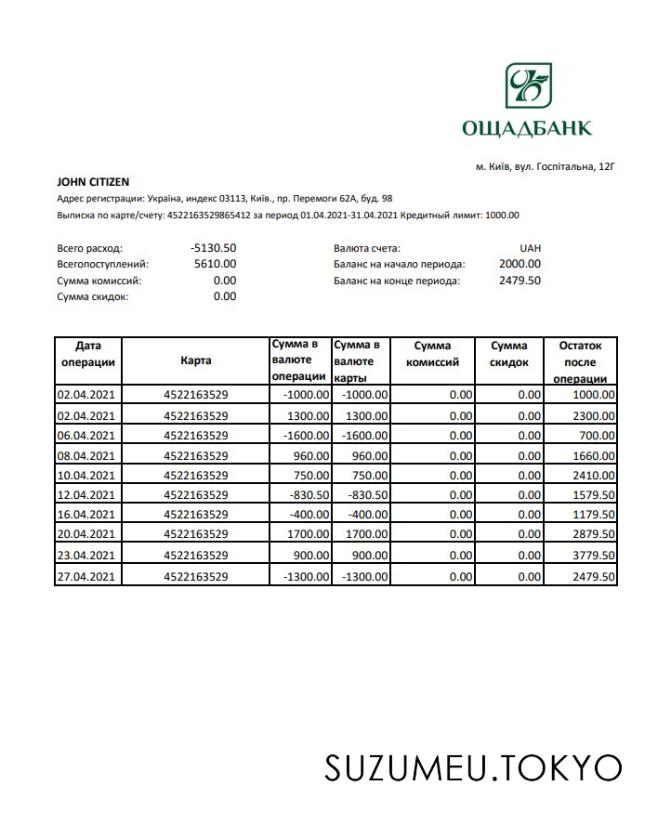 ОЩАДБАНК
м. Київ, вул. Госпітальна, 12Г
JOHN CITIZEN
Адрес регистрации: Україна, индекс 03113, Київ., пр. Перемоги 62А, буд. 98
Выписка по карте/счету: 4522163529865412 за период 01.04.2021-31.04.2021 Кредитный лимит: 1000.00
Всего расход: -5130.50 Валюта счета: UAH
Всегопоступлений: 5610.00 Баланс на начало периода: 2000.00
Сумма комиссий: 0.00 Баланс на конце периода: 2479.50
Сумма скидок: 0.00
Дата операции Карта Сумма в валюте операции Сумма в валюте карты Сумма комиссий Сумма скидок Остаток после операции
02.04.2021 4522163529 -1000.00 -1000.00 0.00 0.00 1000.00
02.04.2021 4522163529 1300.00 1300.00 0.00 0.00 2300.00
06.04.2021 4522163529 -1600.00 -1600.00 0.00 0.00 700.00
08.04.2021 4522163529 960.00 960.00 0.00 0.00 1660.00
10.04.2021 4522163529 750.00 750.00 0.00 0.00 2410.00
12.04.2021 4522163529 -830.50 -830.50 0.00 0.00 1579.50
16.04.2021 4522163529 -400.00 -400.00 0.00 0.00 1179.50
20.04.2021 4522163529 1700.00 1700.00 0.00 0.00 2879.50
23.04.2021 4522163529 900.00 900.00 0.00 0.00 3779.50
27.04.2021 4522163529 -1300.00 -1300.00 0.00 0.00 2479.50
SUZUMEU.TOKYO